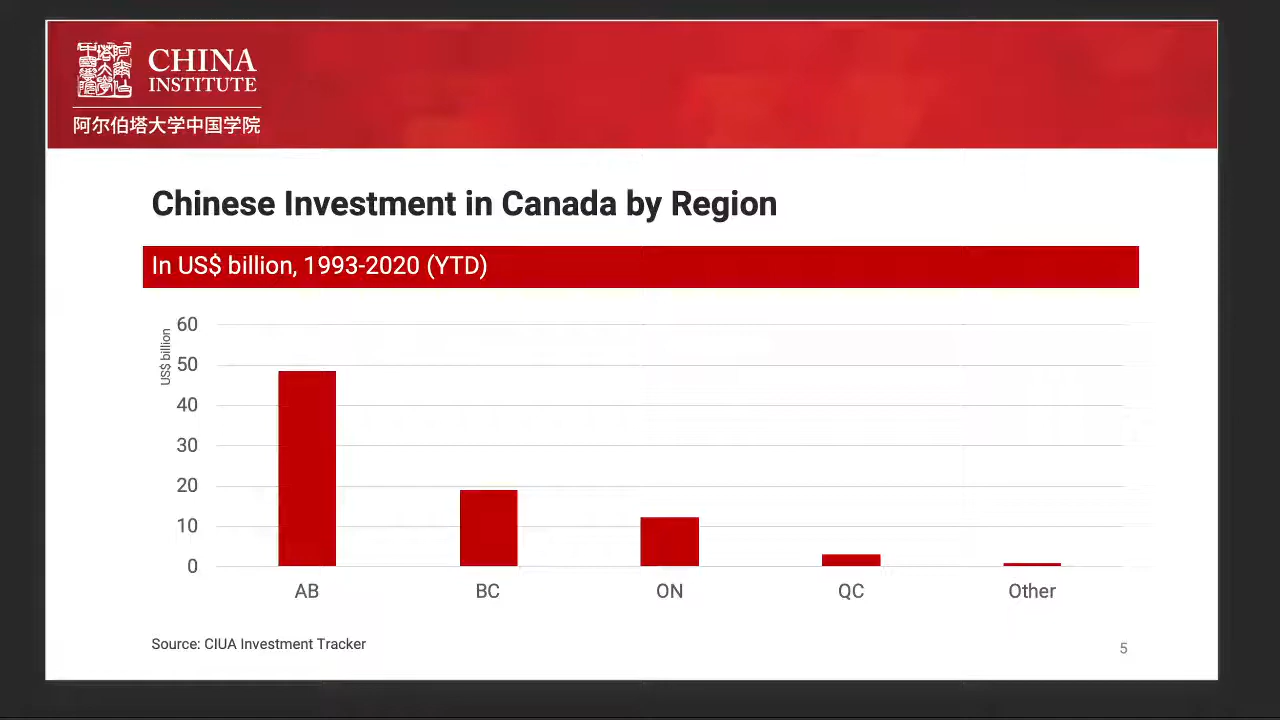 CHINA
INSTITUTE
阿尔伯塔大学中国学院
Chinese Investment in Canada by Region
In US$ billion, 1993-2020 (YTD)
US$ billion
60
50
40
30
20
10
0
AB BC ON QC Other
Source: CIUA Investment Tracker
5